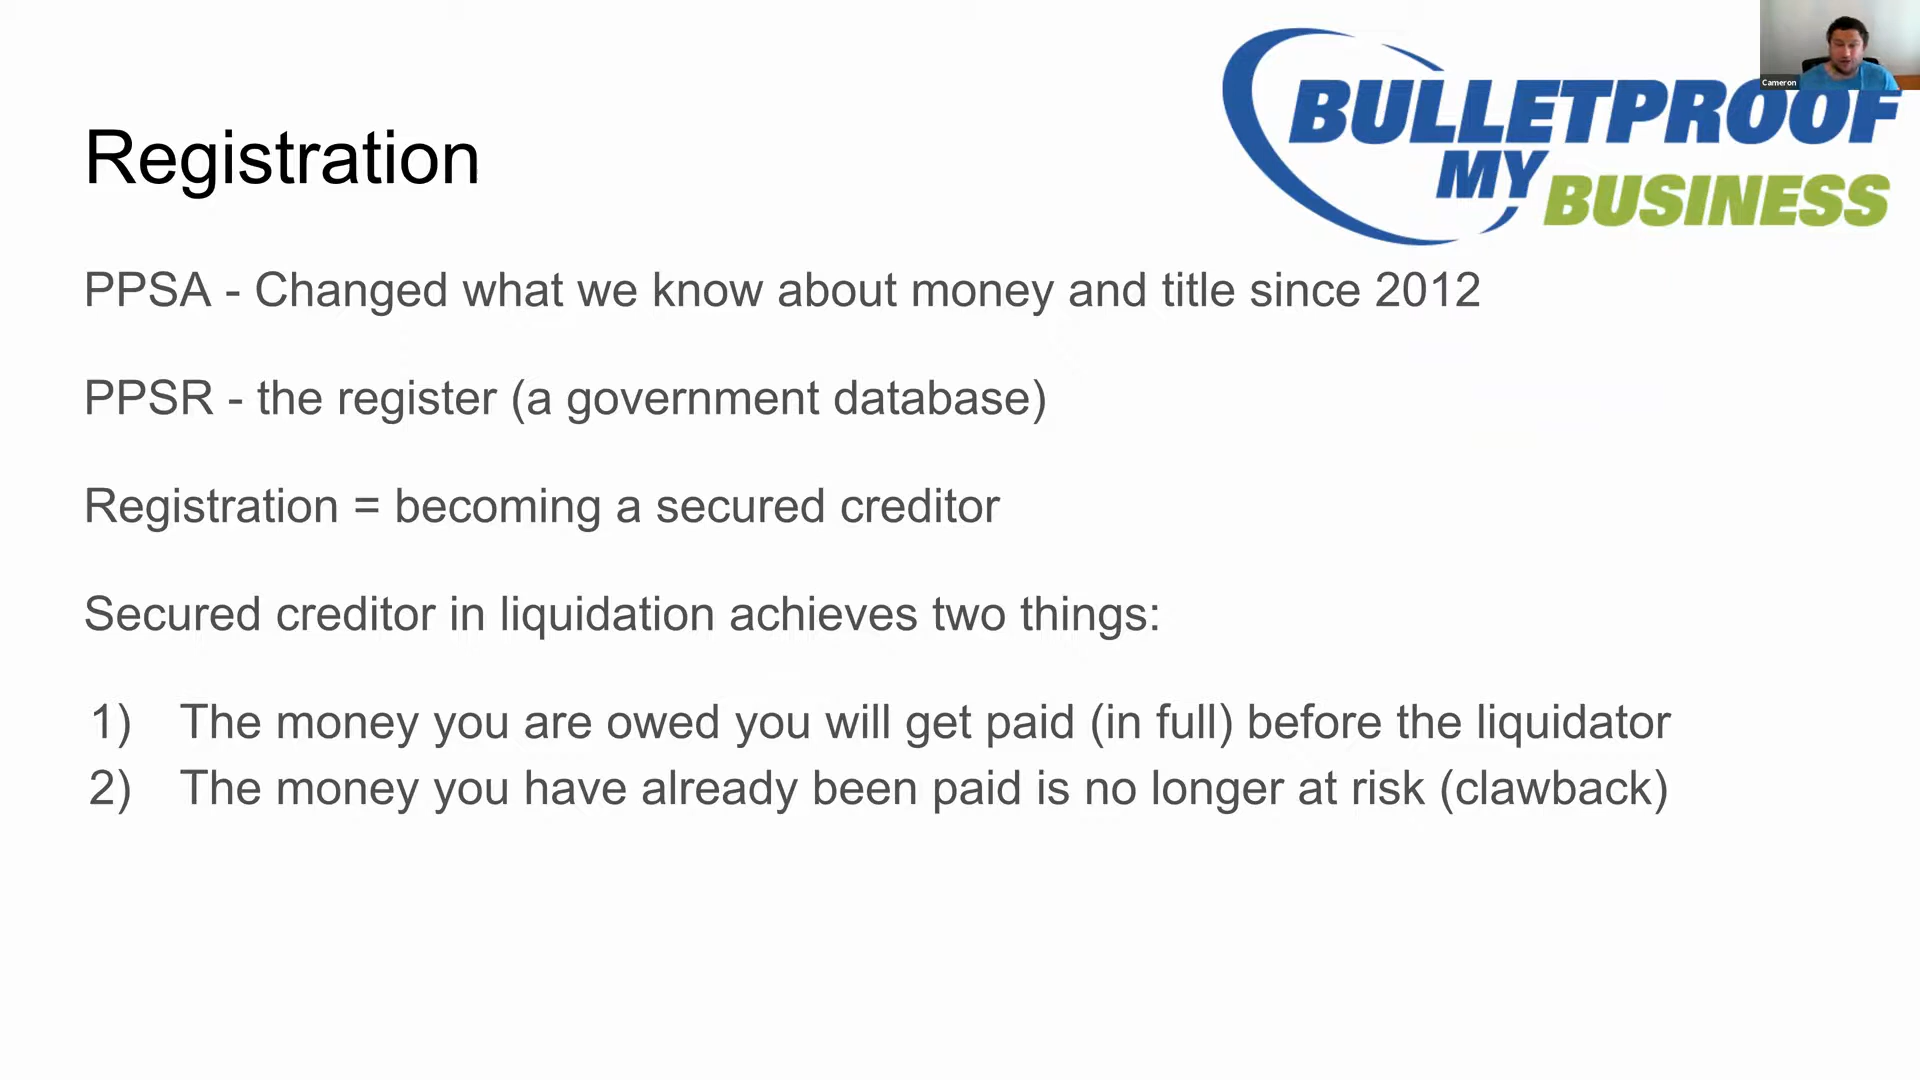 Cameron
BULLETPROOF
MY
BUSINESS
Registration
PPSA - Changed what we know about money and title since 2012
PPSR - the register (a government database)
Registration = becoming a secured creditor
Secured creditor in liquidation achieves two things:
1) The money you are owed you will get paid (in full) before the liquidator
2) The money you have already been paid is no longer at risk (clawback)